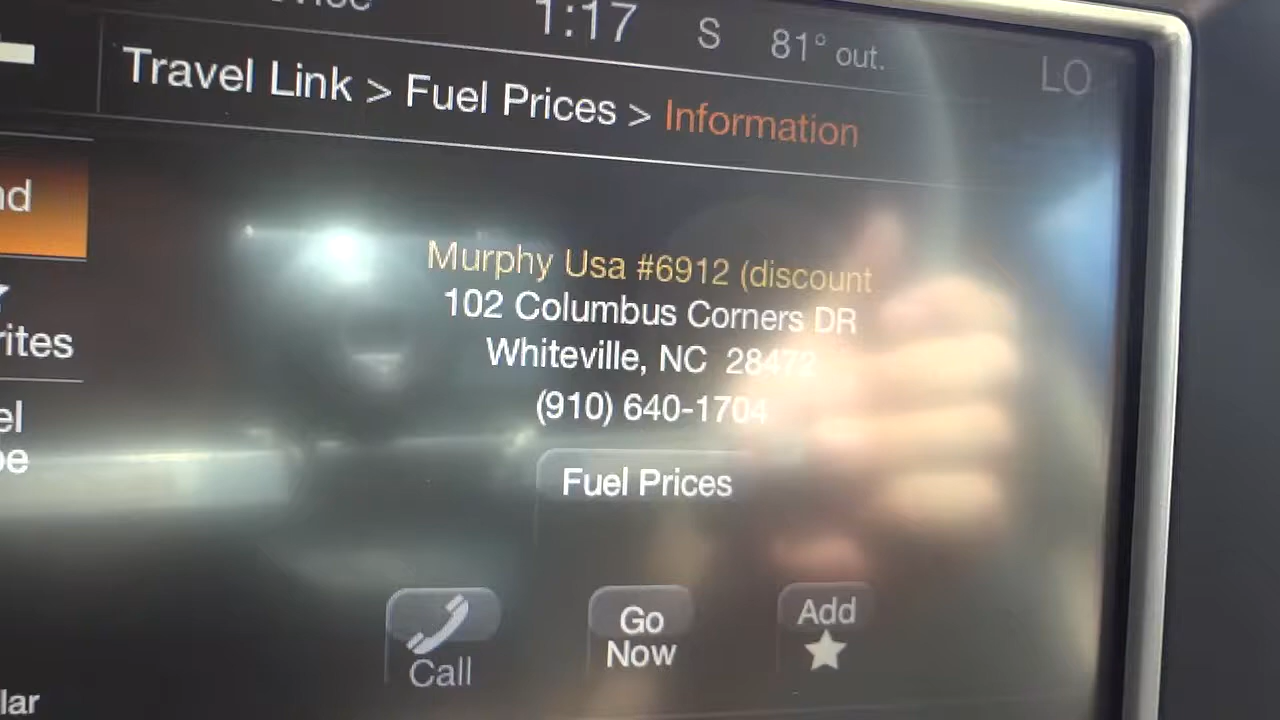 1:17 S 81° out. LO
Travel Link > Fuel Prices > Information
Murphy Usa #6912 (discount
102 Columbus Corners DR
Whiteville, NC 28472
(910) 640-1704
Fuel Prices
Call
Go
Now
Add